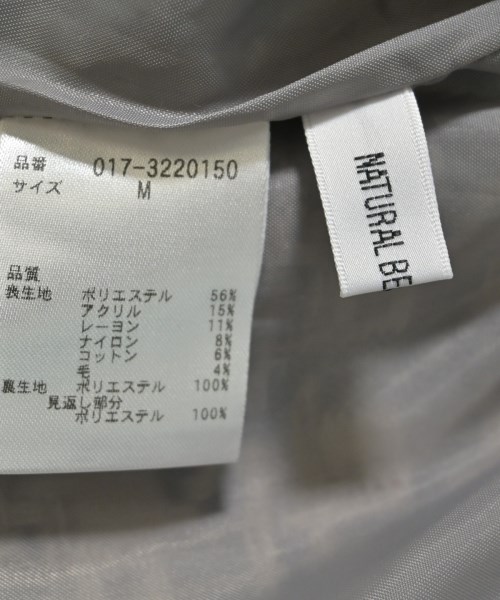 品番 017-3220150
サイズ M
品質
表生地 ポリエステル 56%
アクリル 15%
レーヨン 11%
ナイロン 8%
コットン 6%
毛 4%
裏生地 ポリエステル 100%
見返し部分
ポリエステル 100%
NATURAL BE